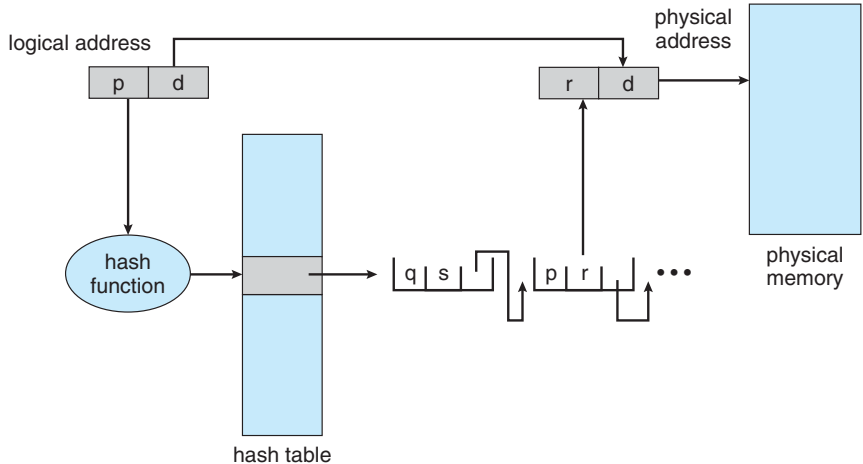 logical address
physical
address
p d
r d
hash
function
q s
p r
•••
physical
memory
hash table